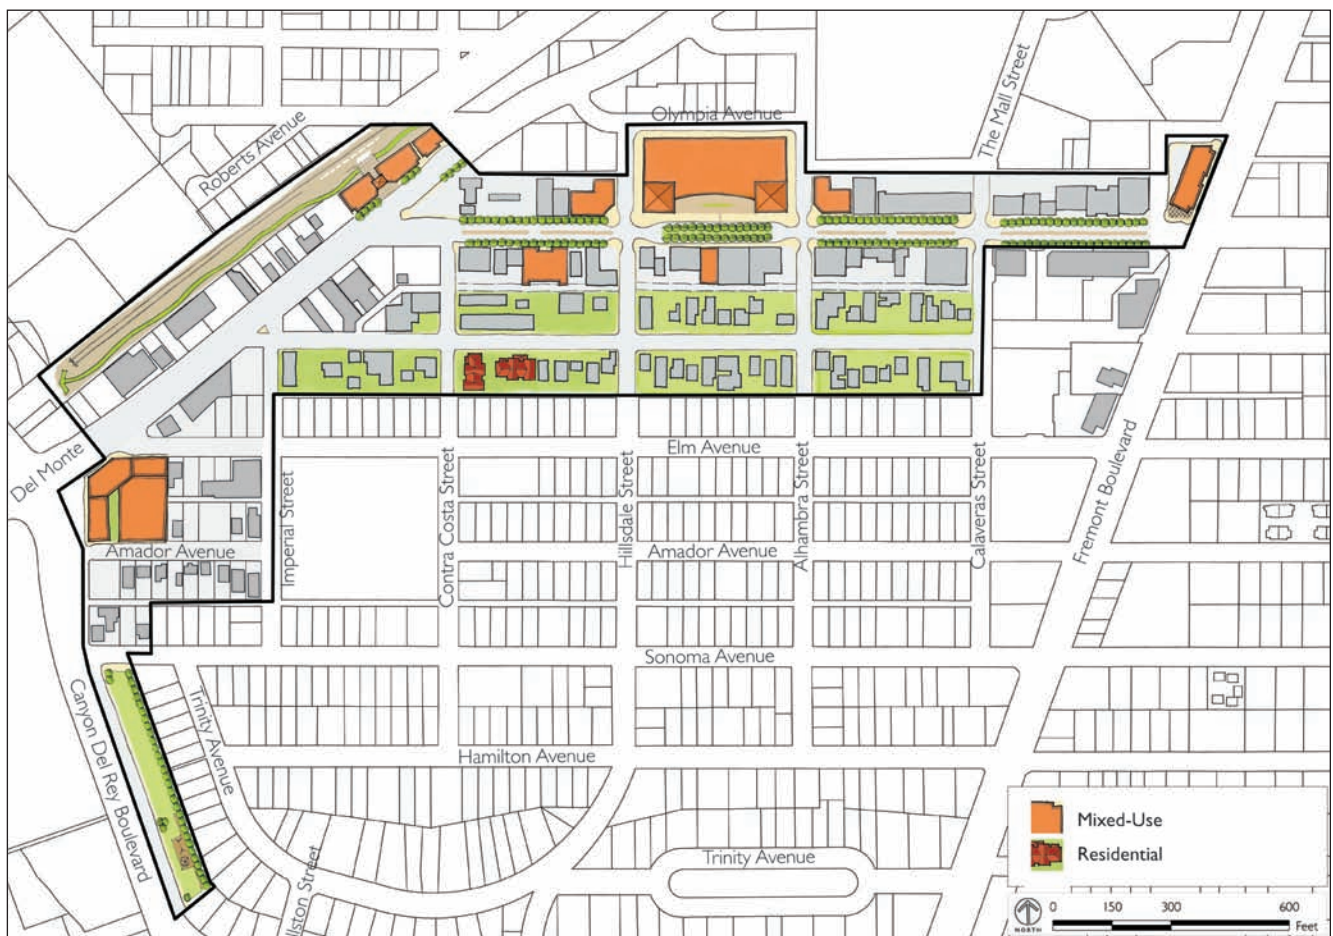 Olympia Avenue
The Mall Street
Roberts Avenue
Del Monte
Elm Avenue
Imperial Street
Contra Costa Street
Hillsdale Street
Alhambra Street
Calaveras Street
Fremont Boulevard
Amador Avenue
Amador Avenue
Sonoma Avenue
Trinity Avenue
Canyon Del Rey Boulevard
Hamilton Avenue
Trinity Avenue
Street
Mixed-Use
Residential
NORTH
0 150 300 600
Feet